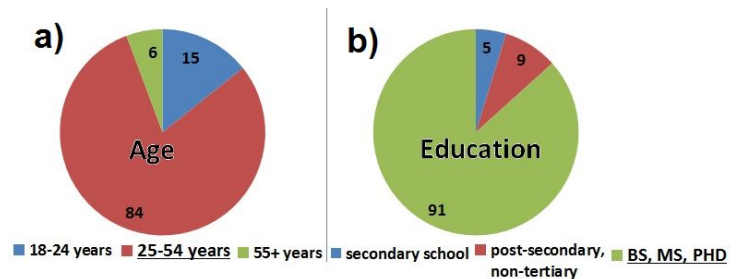 a)
6
15
Age
84
18-24 years 25-54 years 55+ years
b)
5
9
Education
91
secondary school post-secondary, non-tertiary BS, MS, PHD